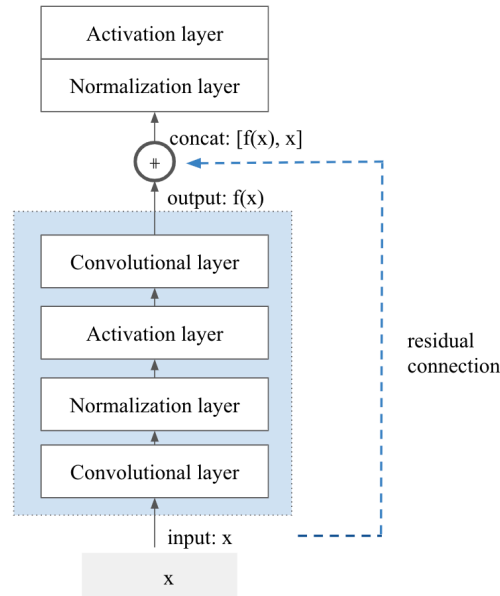 Activation layer
Normalization layer
concat: [f(x), x]
⧺
output: f(x)
Convolutional layer
Activation layer
residual
connection
Normalization layer
Convolutional layer
input: x
x